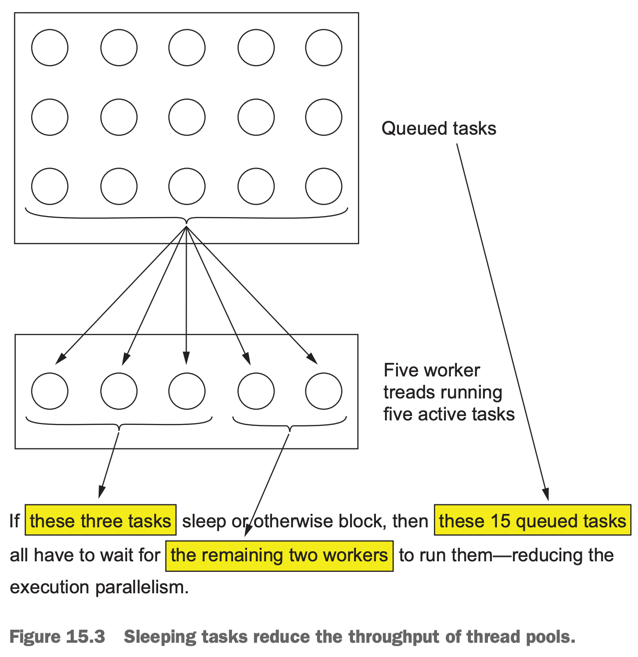 Queued tasks
Five worker
treads running
five active tasks
If these three tasks sleep or otherwise block, then these 15 queued tasks
all have to wait for the remaining two workers to run them—reducing the
execution parallelism.
Figure 15.3 Sleeping tasks reduce the throughput of thread pools.